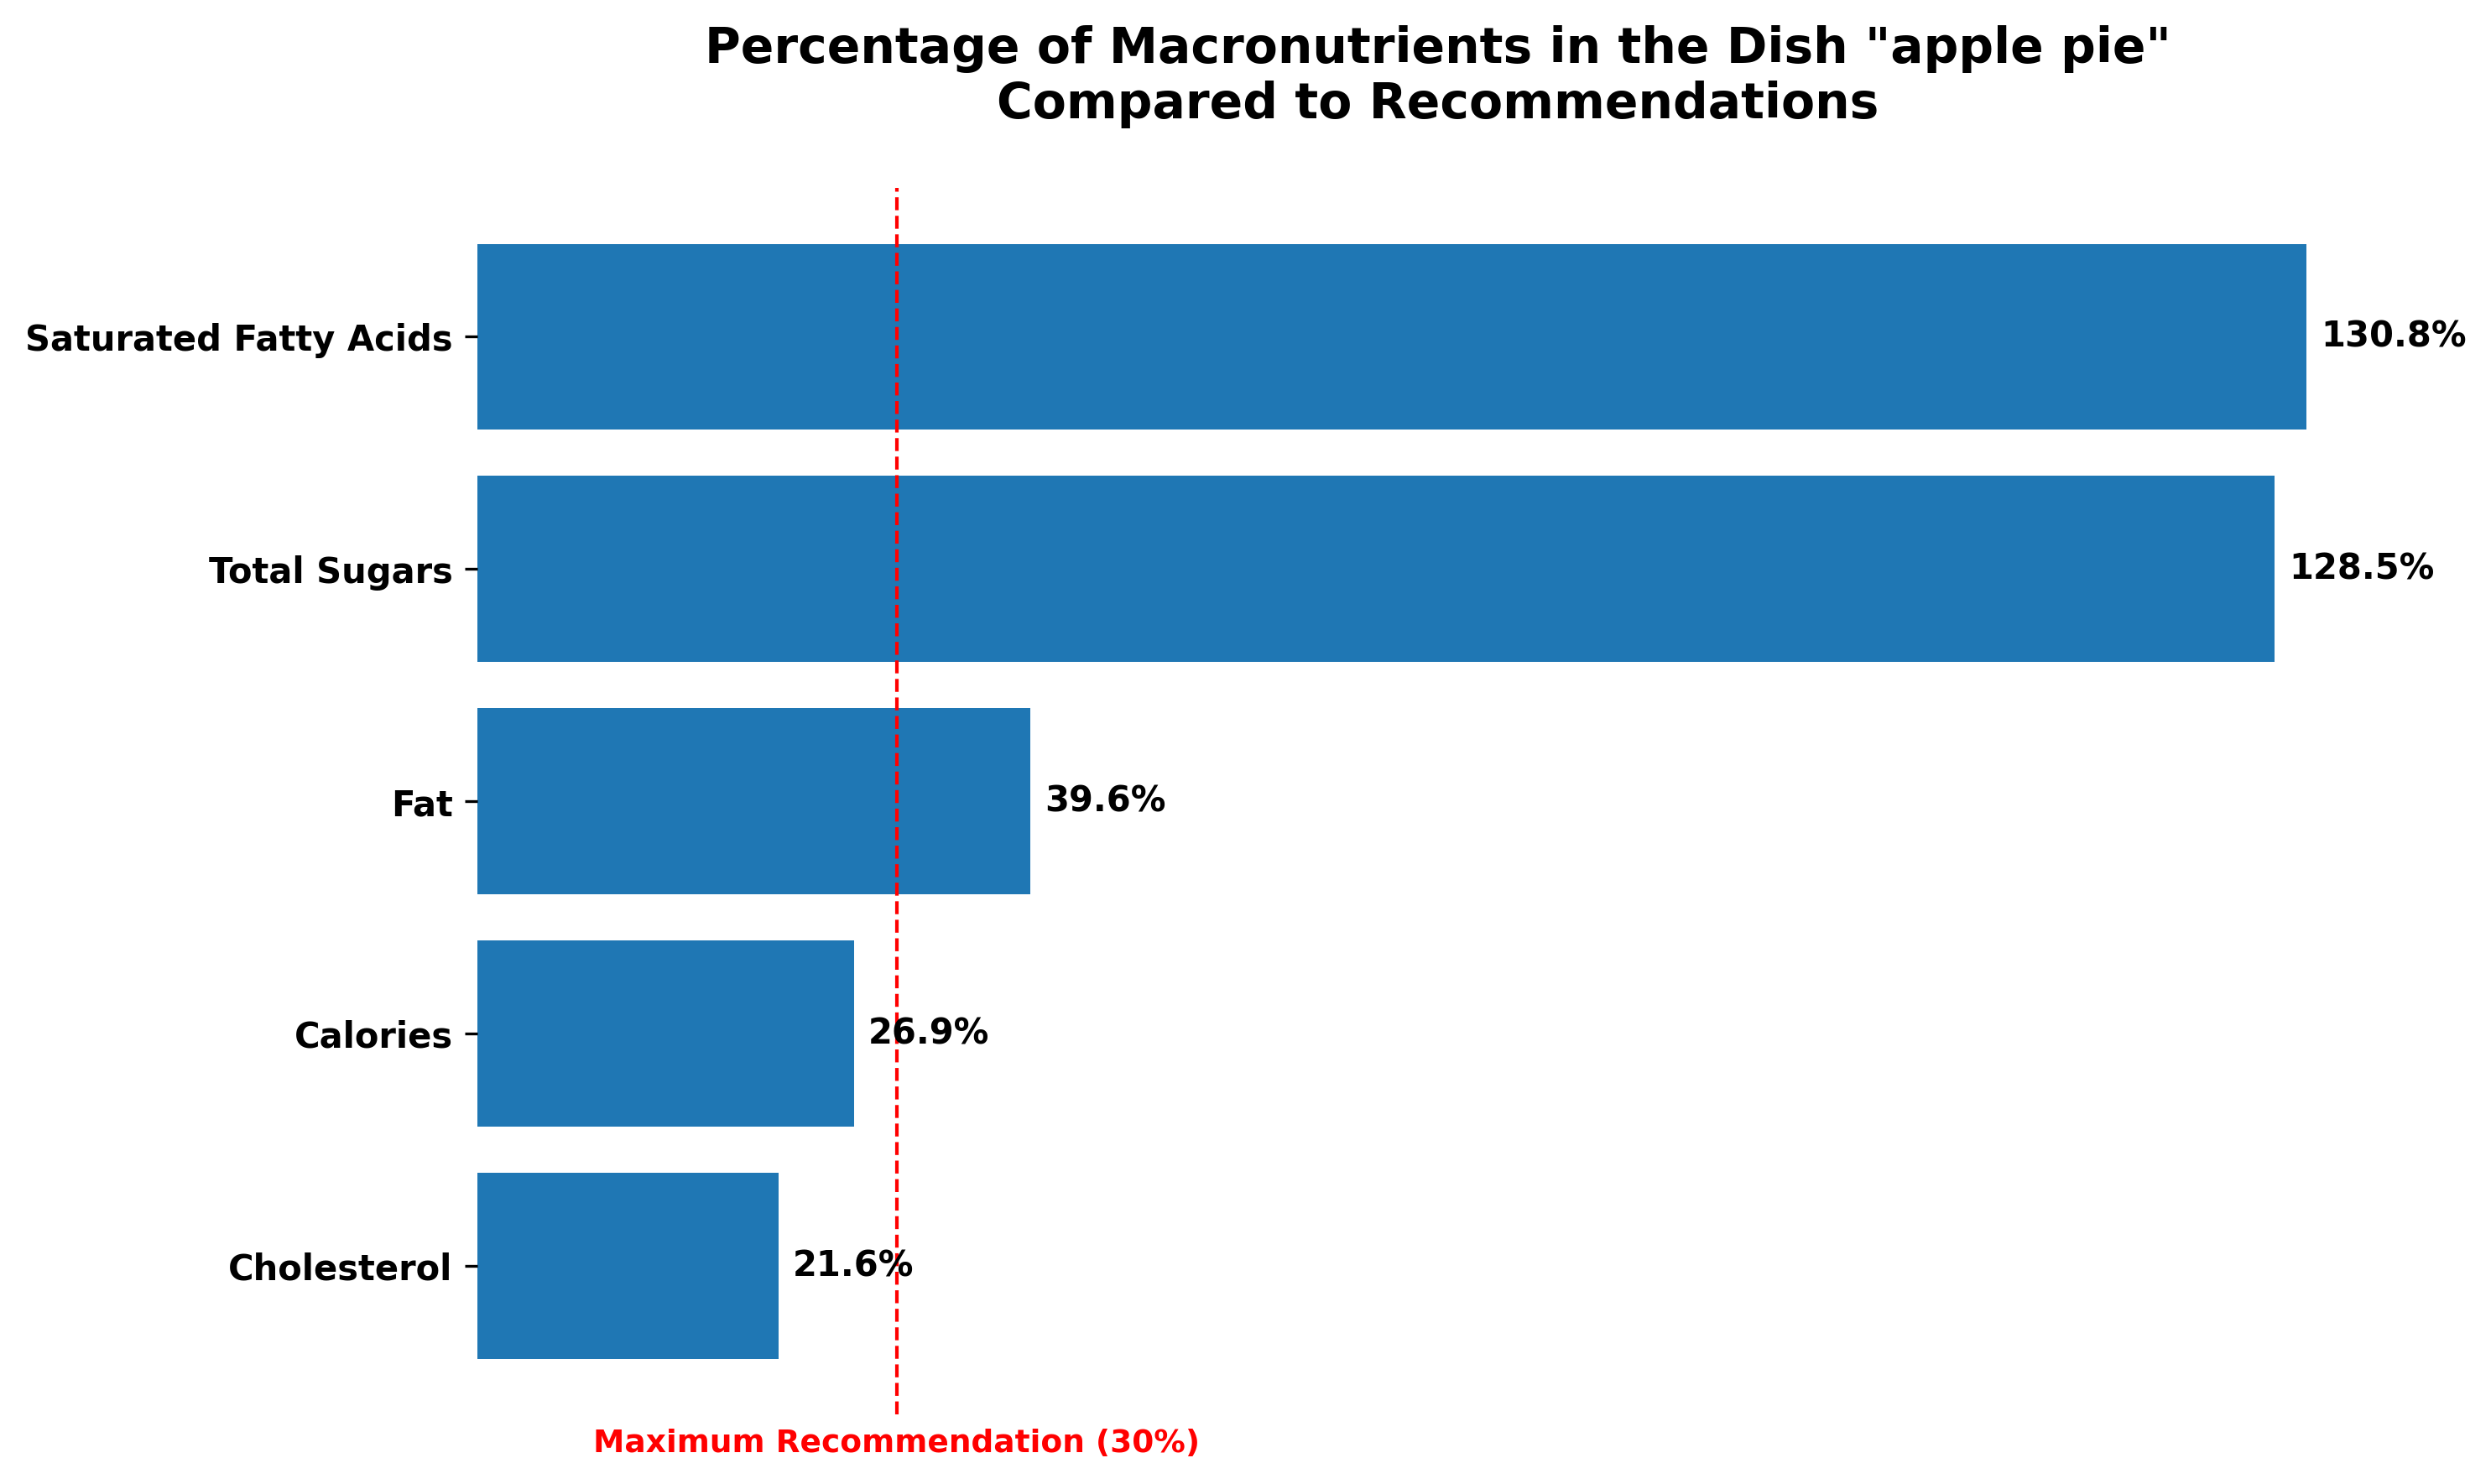 Percentage of Macronutrients in the Dish "apple pie"
Compared to Recommendations
Saturated Fatty Acids
130.8%
Total Sugars
128.5%
Fat
39.6%
Calories
26.9%
Cholesterol
21.6%
Maximum Recommendation (30%)